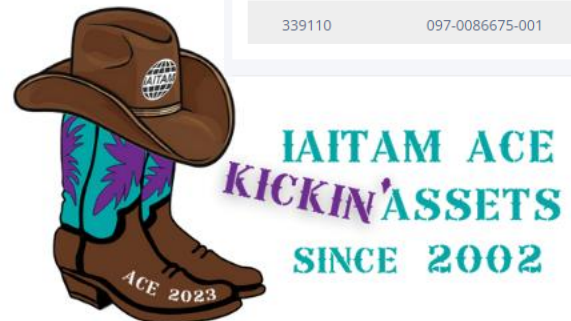 339110 097-0086675-001
IAITAM
IAITAM ACE
KICKIN' ASSETS
SINCE 2002
ACE 2023